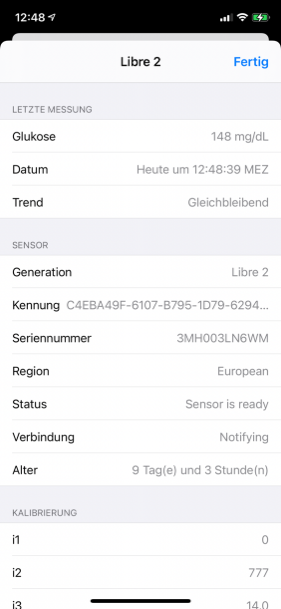 12:48
Libre 2 Fertig
LETZTE MESSUNG
Glukose 148 mg/dL
Datum Heute um 12:48:39 MEZ
Trend Gleichbleibend
SENSOR
Generation Libre 2
Kennung C4EBA49F-6107-B795-1D79-6294...
Seriennummer 3MH003LN6WM
Region European
Status Sensor is ready
Verbindung Notifying
Alter 9 Tag(e) und 3 Stunde(n)
KALIBRIERUNG
i1 0
i2 777
i3 14.0